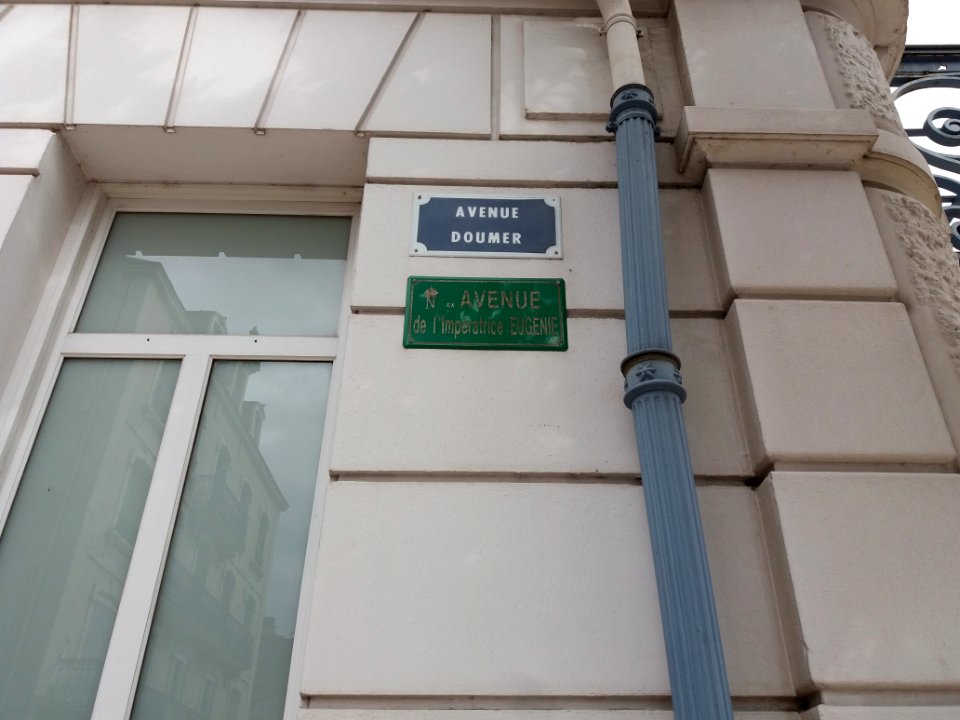 AVENUE
DOUMER
N EX AVENUE
de l'impératrice EUGENIE